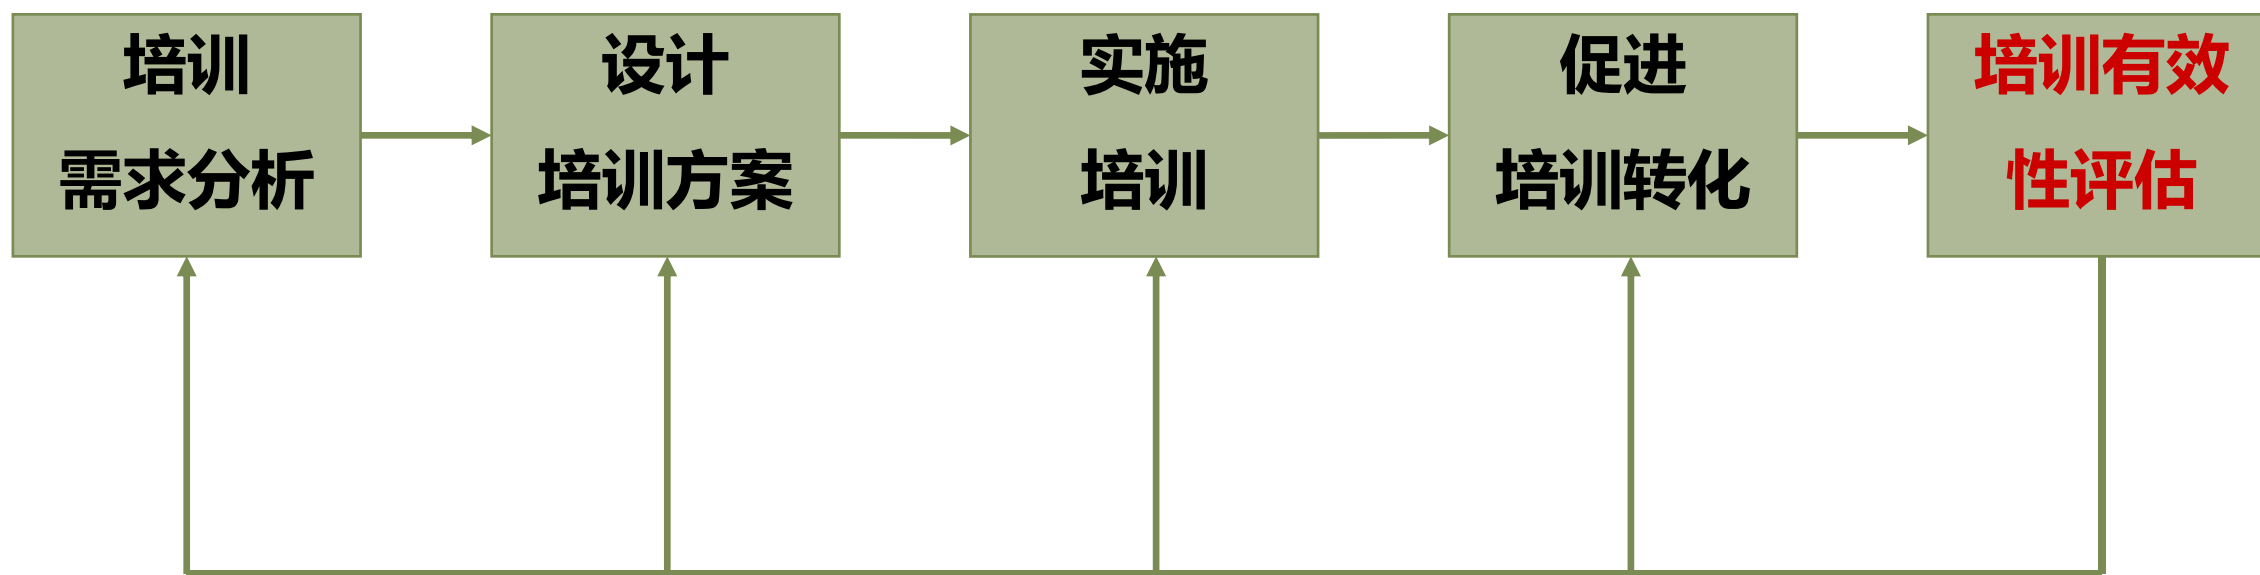 培训
需求分析
设计
培训方案
实施
培训
促进
培训转化
培训有效
性评估